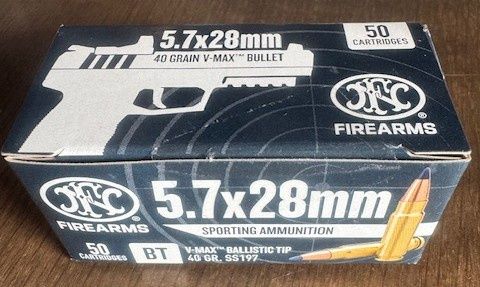 5.7x28mm
40 GRAIN V-MAX™ BULLET
50
CARTRIDGES
FN
FIREARMS
FN
FIREARMS
50
CARTRIDGES
5.7x28mm
SPORTING AMMUNITION
BT
V-MAX™ BALLISTIC TIP
40 GR. SS197